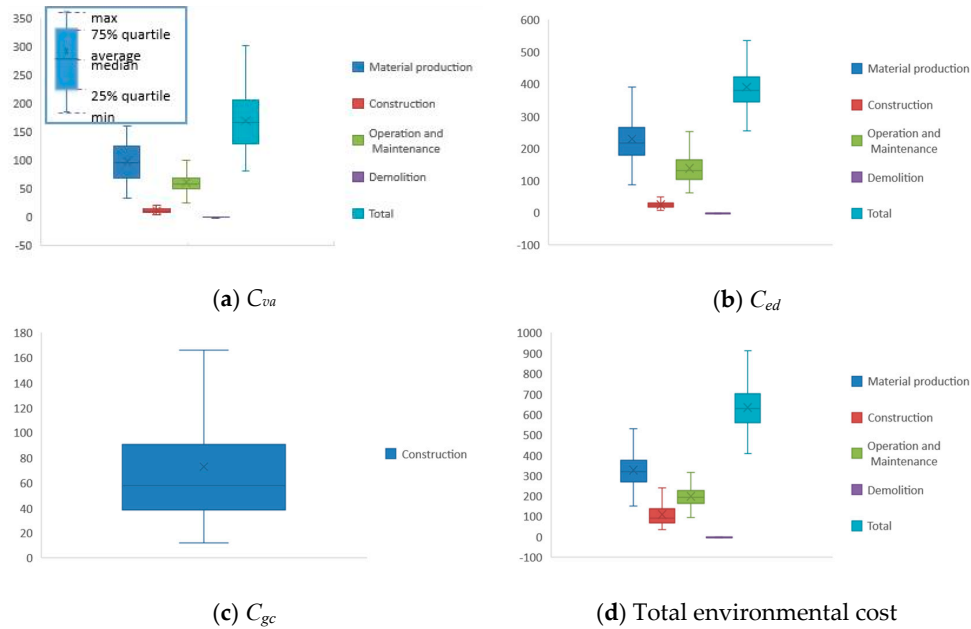 350
300
250
200
150
100
50
0
-50
max
75% quartile
average
median
25% quartile
min
Material production
Construction
Operation and
Maintenance
Demolition
Total
(a) Cva
500
400
600
300
200
100
0
-100
Material production
Construction
Operation and
Maintenance
Demolition
Total
(b) Ced
180
160
140
120
100
80
60
40
20
0
Construction
(c) Cgc
1000
900
800
700
600
500
400
300
200
100
0
-100
Material production
Construction
Operation and
Maintenance
Demolition
Total
(d) Total environmental cost